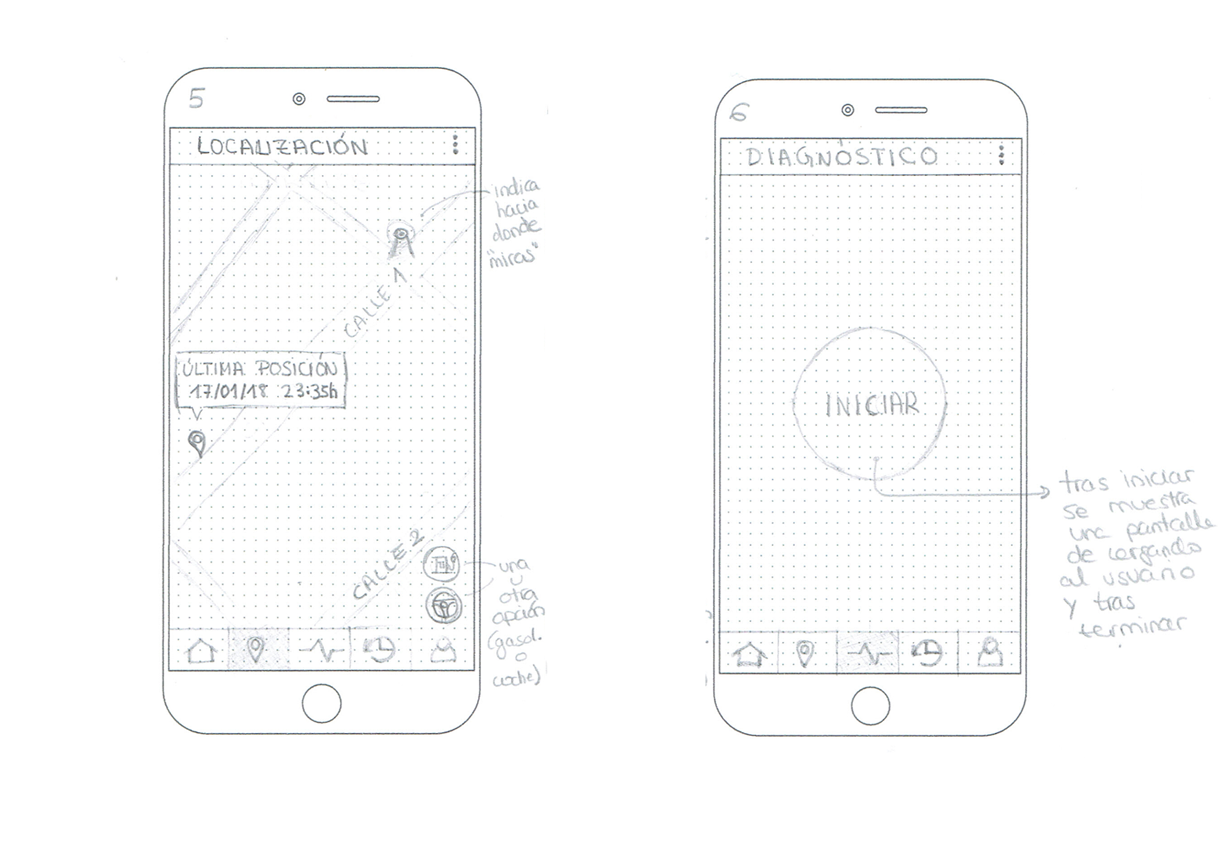 5
LOCALIZACIÓN
indica
hacia
donde
"miras"
CALLE 1
ÚLTIMA POSICIÓN
17/01/18 23:35h
CALLE 2
una
u
otra
opción
(gasol.
o
coche)
6
DIAGNÓSTICO
INICIAR
tras iniciar
se muestra
una pantalla
de cargando
al usuario
y tras
terminar